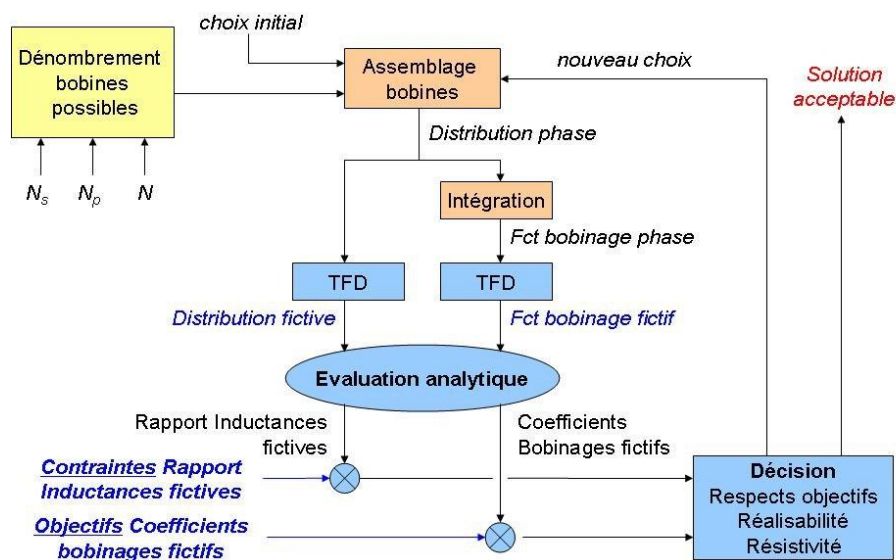 choix initial
Dénombrement
bobines
possibles
Assemblage
bobines
nouveau choix
Solution
acceptable
Distribution phase
Ns
Np
N
Intégration
Fct bobinage phase
TFD
TFD
Distribution fictive
Fct bobinage fictif
Evaluation analytique
Rapport Inductances
fictives
Coefficients
Bobinages fictifs
Contraintes Rapport
Inductances fictives
Objectifs Coefficients
bobinages fictifs
Décision
Respects objectifs
Réalisabilité
Résistivité